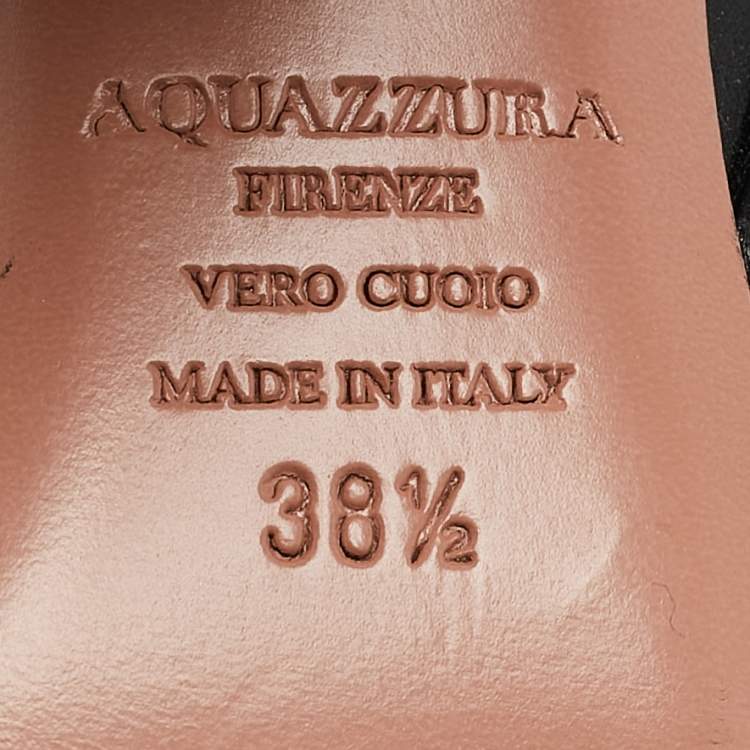 AQUAZZURA
FIRENZE
VERO CUOIO
MADE IN ITALY
38½